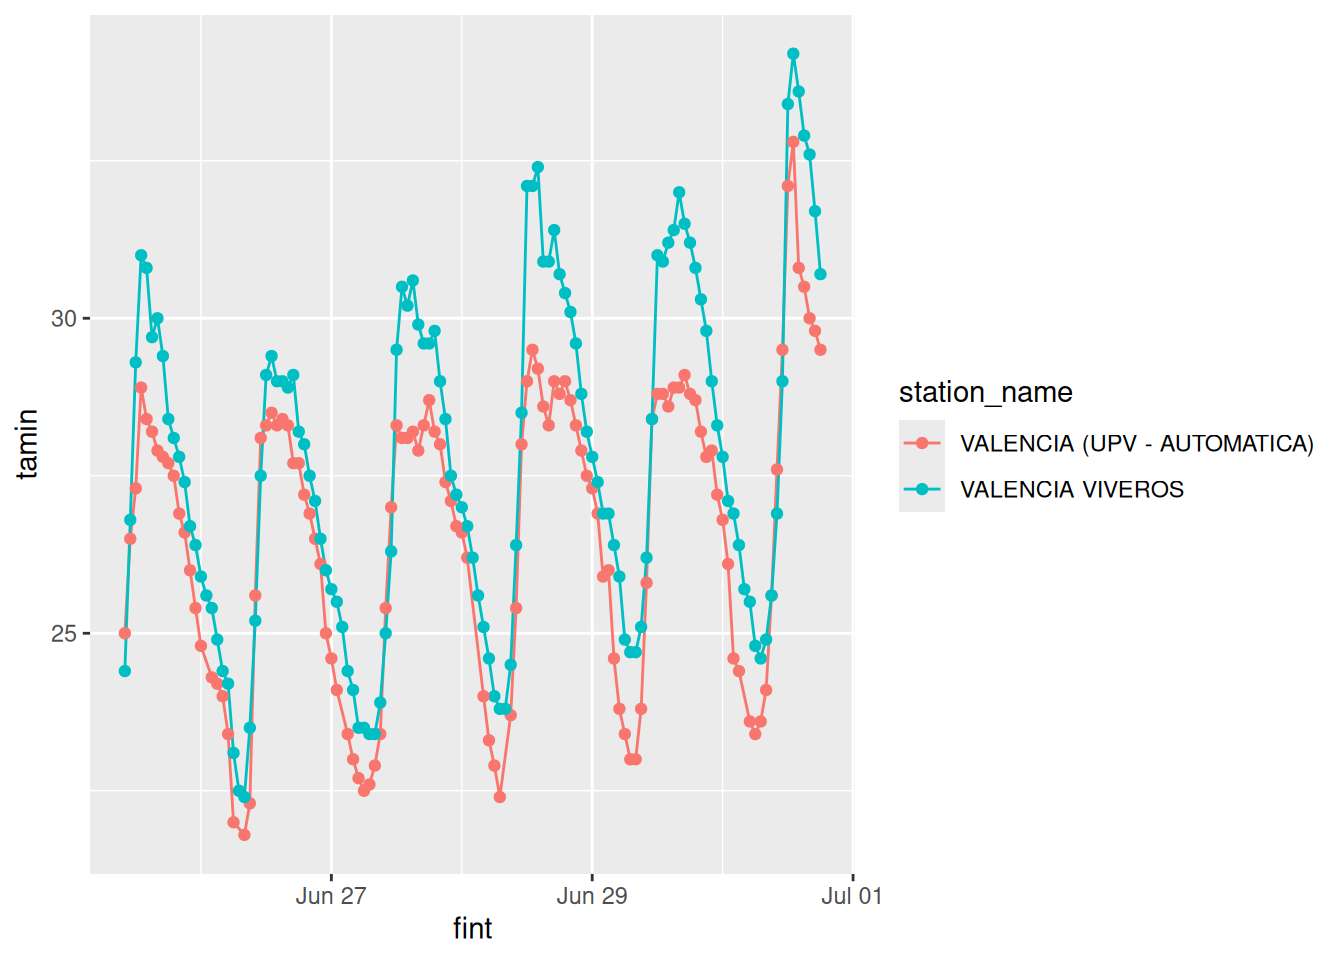 tamin
30
25
Jun 27
Jun 29
Jul 01
fint
station_name
VALENCIA (UPV - AUTOMATICA)
VALENCIA VIVEROS